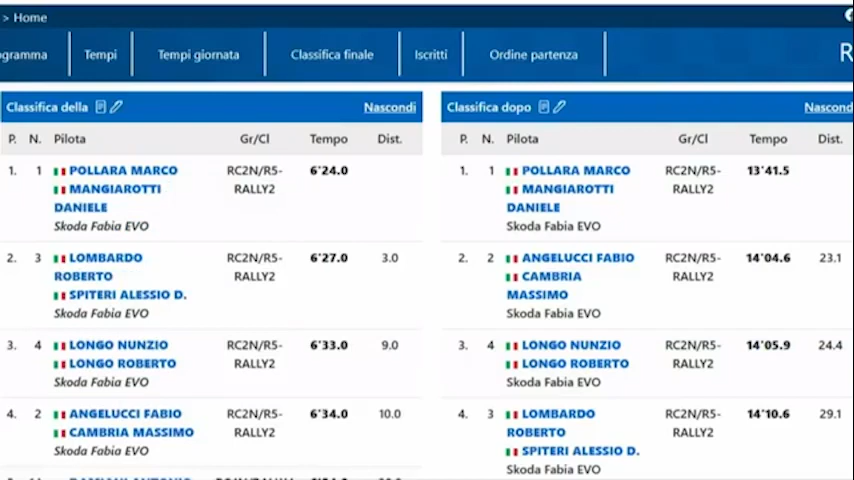 > Home
ogramma Tempi Tempi giornata Classifica finale Iscritti Ordine partenza R
Classifica della Nascondi
P. N. Pilota Gr/Cl Tempo Dist.
1. 1 POLLARA MARCO RC2N/R5- 6'24.0
MANGIAROTTI RALLY2
DANIELE
Skoda Fabia EVO
2. 3 LOMBARDO RC2N/R5- 6'27.0 3.0
ROBERTO RALLY2
SPITERI ALESSIO D.
Skoda Fabia EVO
3. 4 LONGO NUNZIO RC2N/R5- 6'33.0 9.0
LONGO ROBERTO RALLY2
Skoda Fabia EVO
4. 2 ANGELUCCI FABIO RC2N/R5- 6'34.0 10.0
CAMBRIA MASSIMO RALLY2
Skoda Fabia EVO
Classifica dopo Nascond
P. N. Pilota Gr/Cl Tempo Dist.
1. 1 POLLARA MARCO RC2N/R5- 13'41.5
MANGIAROTTI RALLY2
DANIELE
Skoda Fabia EVO
2. 2 ANGELUCCI FABIO RC2N/R5- 14'04.6 23.1
CAMBRIA RALLY2
MASSIMO
Skoda Fabia EVO
3. 4 LONGO NUNZIO RC2N/R5- 14'05.9 24.4
LONGO ROBERTO RALLY2
Skoda Fabia EVO
4. 3 LOMBARDO RC2N/R5- 14'10.6 29.1
ROBERTO RALLY2
SPITERI ALESSIO D.
Skoda Fabia EVO